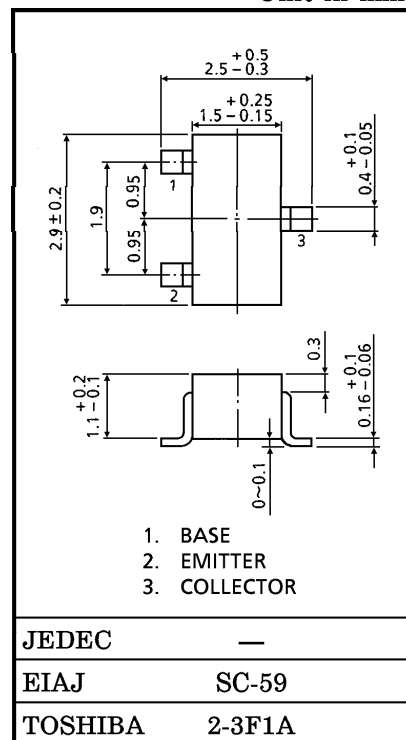 +0.5
2.5 – 0.3
+0.25
1.5 – 0.15
+0.1
0.4 – 0.05
2.9 ± 0.2
1.9
0.95
0.95
1
2
3
+0.2
1.1 – 0.1
0.3
+0.1
0.16 – 0.06
0~0.1
1. BASE
2. EMITTER
3. COLLECTOR
JEDEC —
EIAJ SC-59
TOSHIBA 2-3F1A